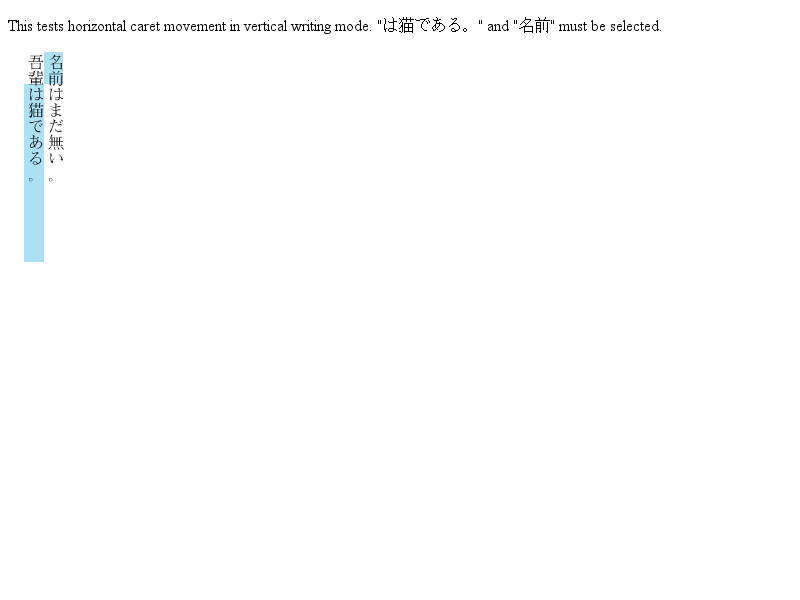 This tests horizontal caret movement in vertical writing mode. "は猫である。" and "名前" must be selected.
吾輩は猫である。
名前はまだ無い。